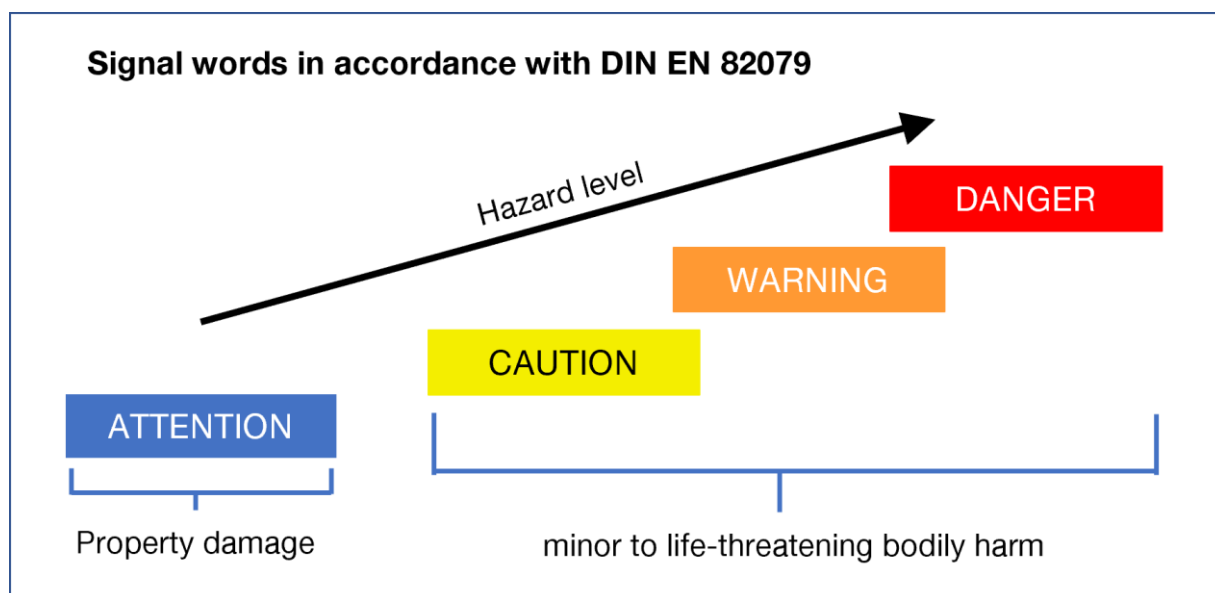 Signal words in accordance with DIN EN 82079
Hazard level
DANGER
WARNING
CAUTION
ATTENTION
Property damage
minor to life-threatening bodily harm